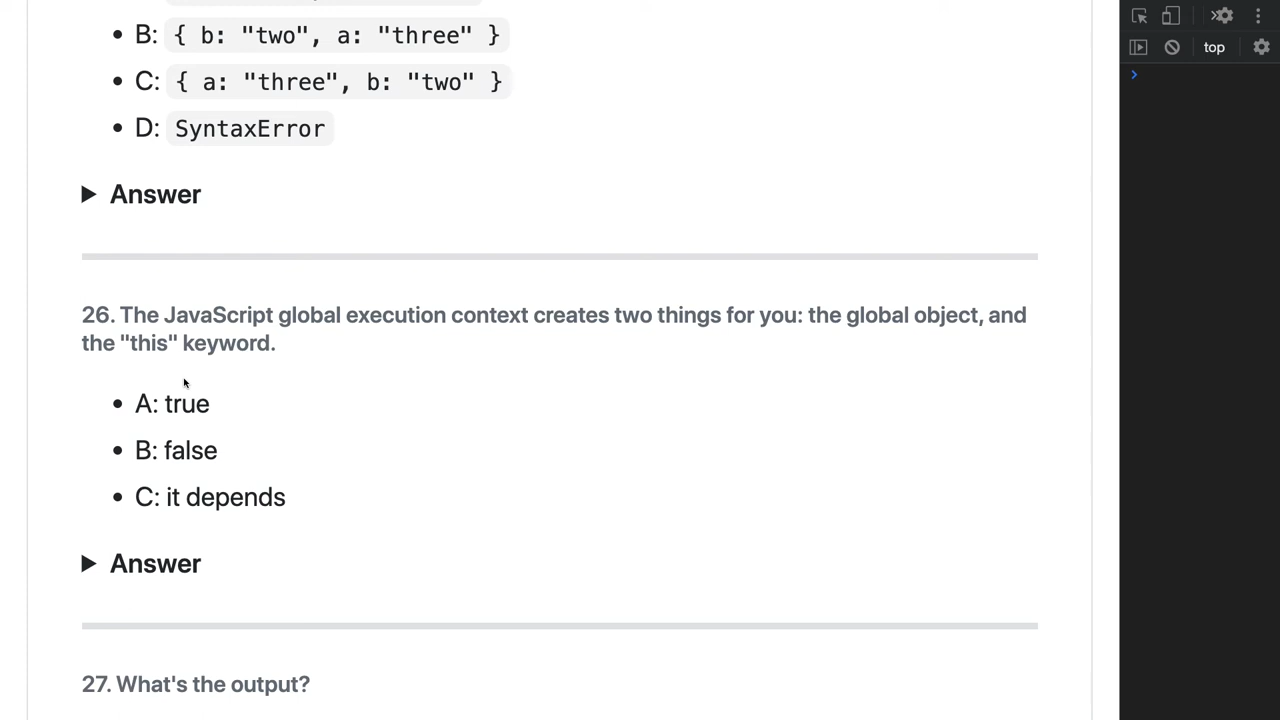 B: { b: "two", a: "three" }
C: { a: "three", b: "two" }
D: SyntaxError
Answer
26. The JavaScript global execution context creates two things for you: the global object, and
the "this" keyword.
A: true
B: false
C: it depends
Answer
27. What's the output?
top